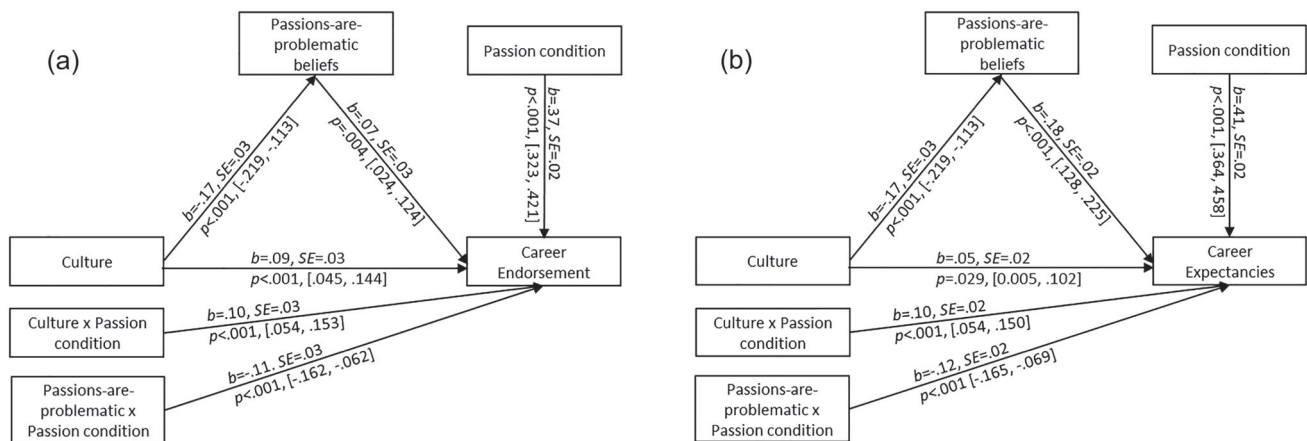 (a)
Passions-are-
problematic
beliefs
Passion condition
b=-.17, SE=.03
p<.001, [-.219, -.113]
b=.07, SE=.03
p=.004, [.024, .124]
b=.37, SE=.02
p<.001, [.323, .421]
Culture
b=.09, SE=.03
p<.001, [.045, .144]
Career
Endorsement
Culture x Passion
condition
b=.10, SE=.03
p<.001, [.054, .153]
Passions-are-
problematic x
Passion condition
b=-.11. SE=.03
p<.001, [-.162, -.062]
(b)
Passions-are-
problematic
beliefs
Passion condition
b=-.17, SE=.03
p<.001, [-.219, -.113]
b=.18, SE=.02
p<.001, [.128, .225]
b=.41, SE=.02
p<.001, [.364, 458]
Culture
b=.05, SE=.02
p=.029, [0.005, .102]
Career
Expectancies
Culture x Passion
condition
b=.10, SE=.02
p<.001, [.054, .150]
Passions-are-
problematic x
Passion condition
b=-.12, SE=.02
p<.001 [-.165, -.069]